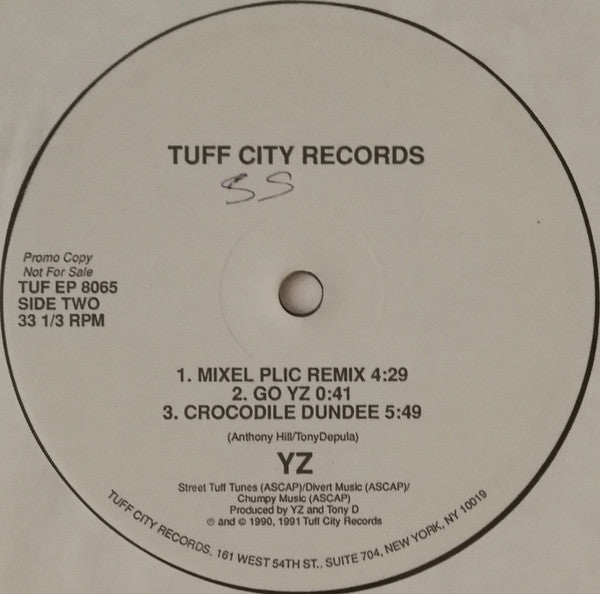 TUFF CITY RECORDS
SS
Promo Copy
Not For Sale
TUF EP 8065
SIDE TWO
33 1/3 RPM
1. MIXEL PLIC REMIX 4:29
2. GO YZ 0:41
3. CROCODILE DUNDEE 5:49
(Anthony Hill/TonyDepula)
YZ
Street Tuff Tunes (ASCAP)/Divert Music (ASCAP)/
Chumpy Music (ASCAP)
Produced by YZ and Tony D
℗ and © 1990, 1991 Tuff City Records
TUFF CITY RECORDS. 161 WEST 54TH ST., SUITE 704, NEW YORK, NY 10019